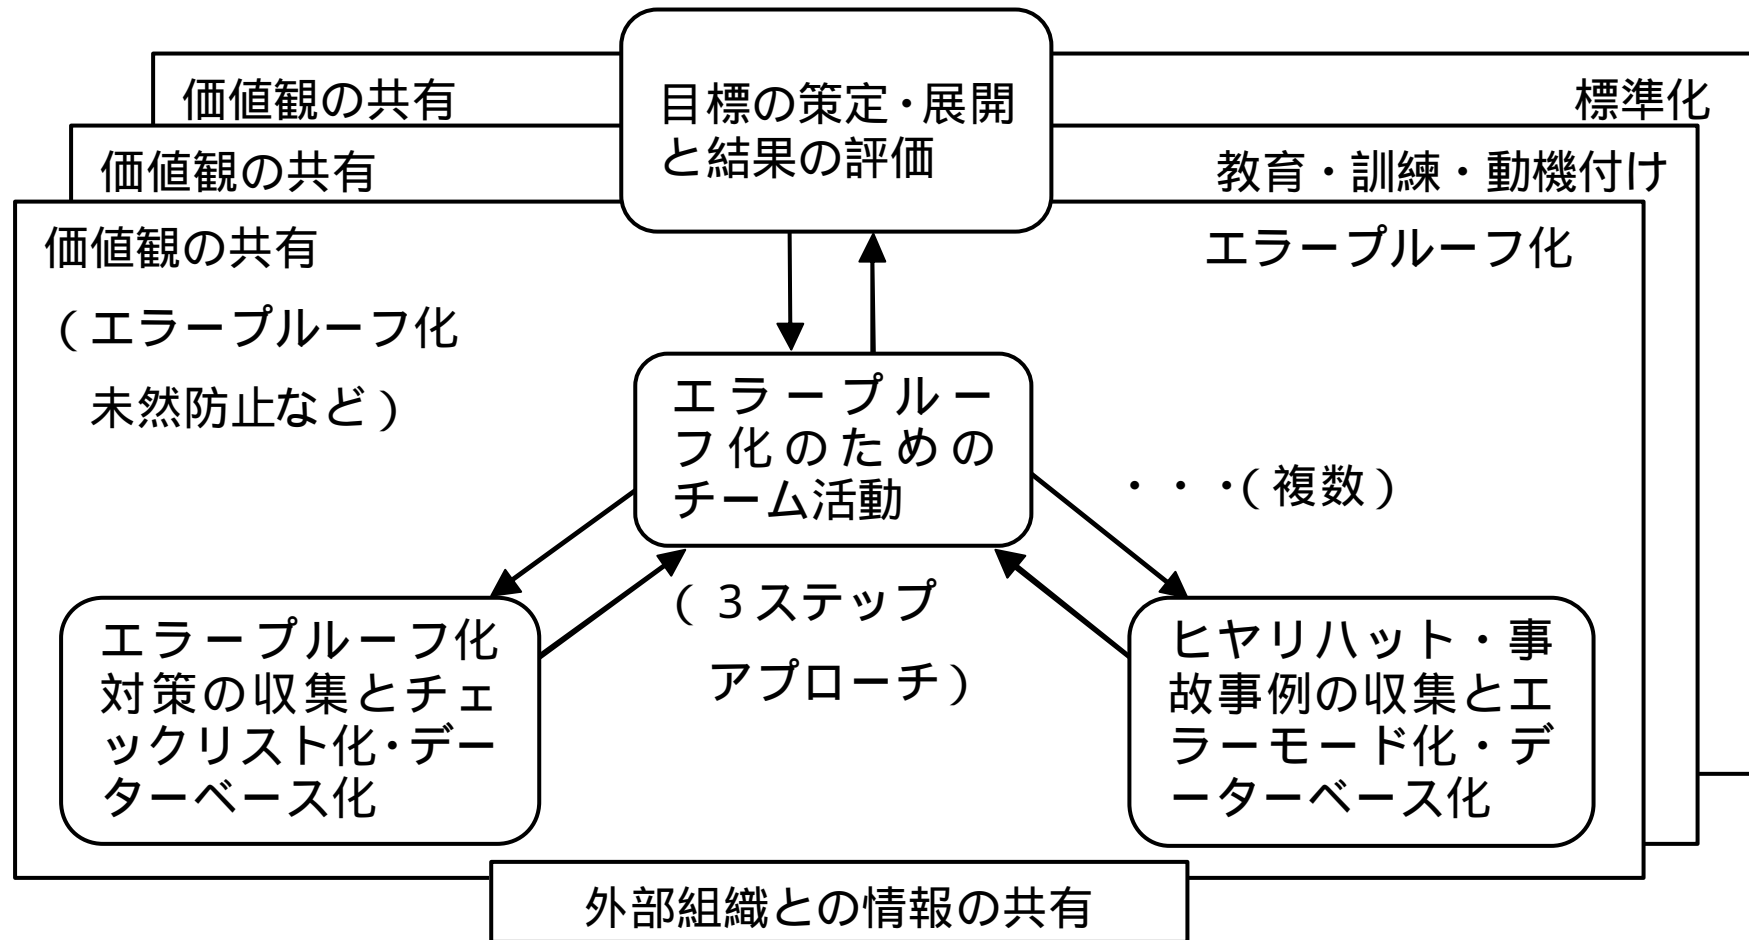 目標の策定・展開
と結果の評価
価値観の共有
標準化
価値観の共有
教育・訓練・動機付け
価値観の共有
エラープルーフ化
（エラープルーフ化
未然防止など）
エラープルー
フ化のための
チーム活動
・・・（複数）
（３ステップ
アプローチ）
エラープルーフ化
対策の収集とチェ
ックリスト化・デー
ターベース化
ヒヤリハット・事
故事例の収集とエ
ラーモード化・デ
ーターベース化
外部組織との情報の共有